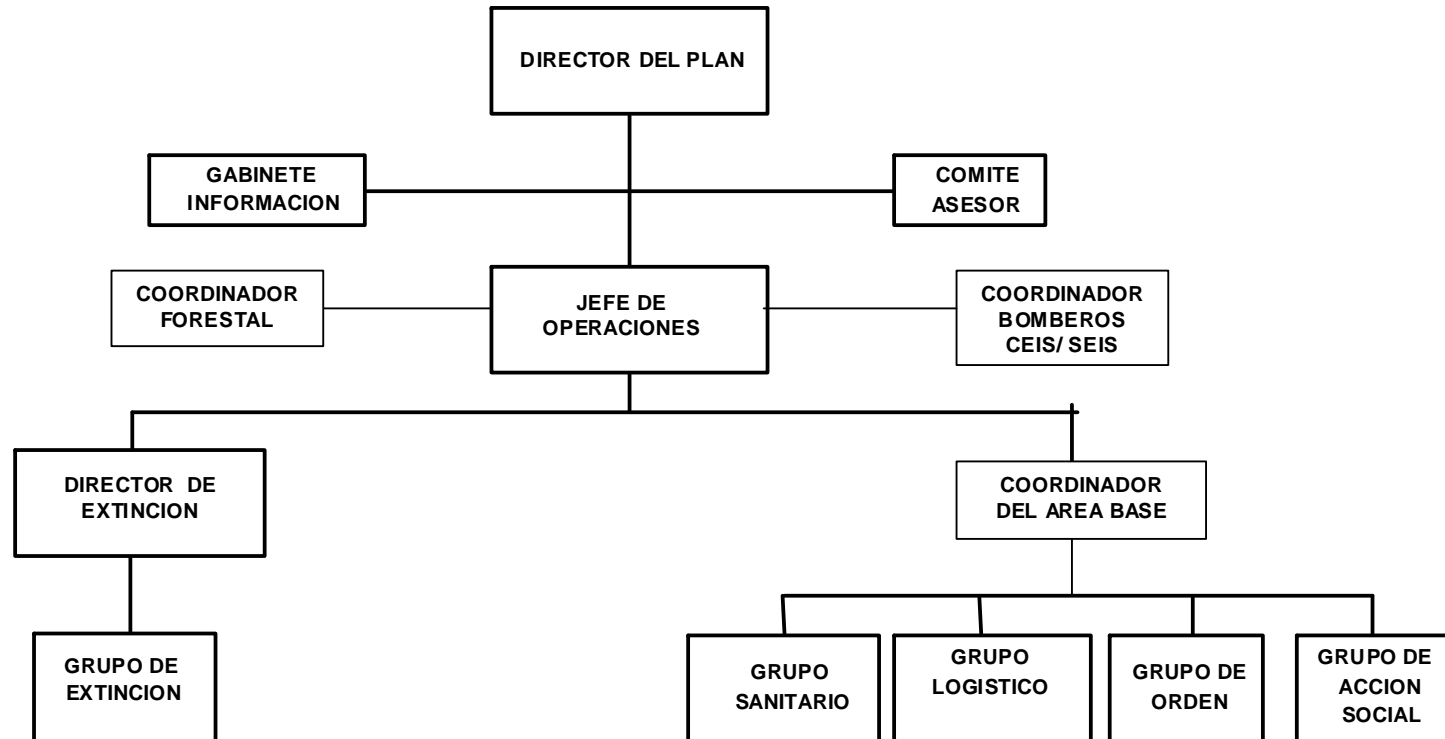 DIRECTOR DEL PLAN
GABINETE
INFORMACION
COMITE
ASESOR
COORDINADOR
FORESTAL
JEFE DE
OPERACIONES
COORDINADOR
BOMBEROS
CEIS/ SEIS
DIRECTOR DE
EXTINCION
COORDINADOR
DEL AREA BASE
GRUPO DE
EXTINCION
GRUPO
SANITARIO
GRUPO
LOGISTICO
GRUPO DE
ORDEN
GRUPO DE
ACCION
SOCIAL